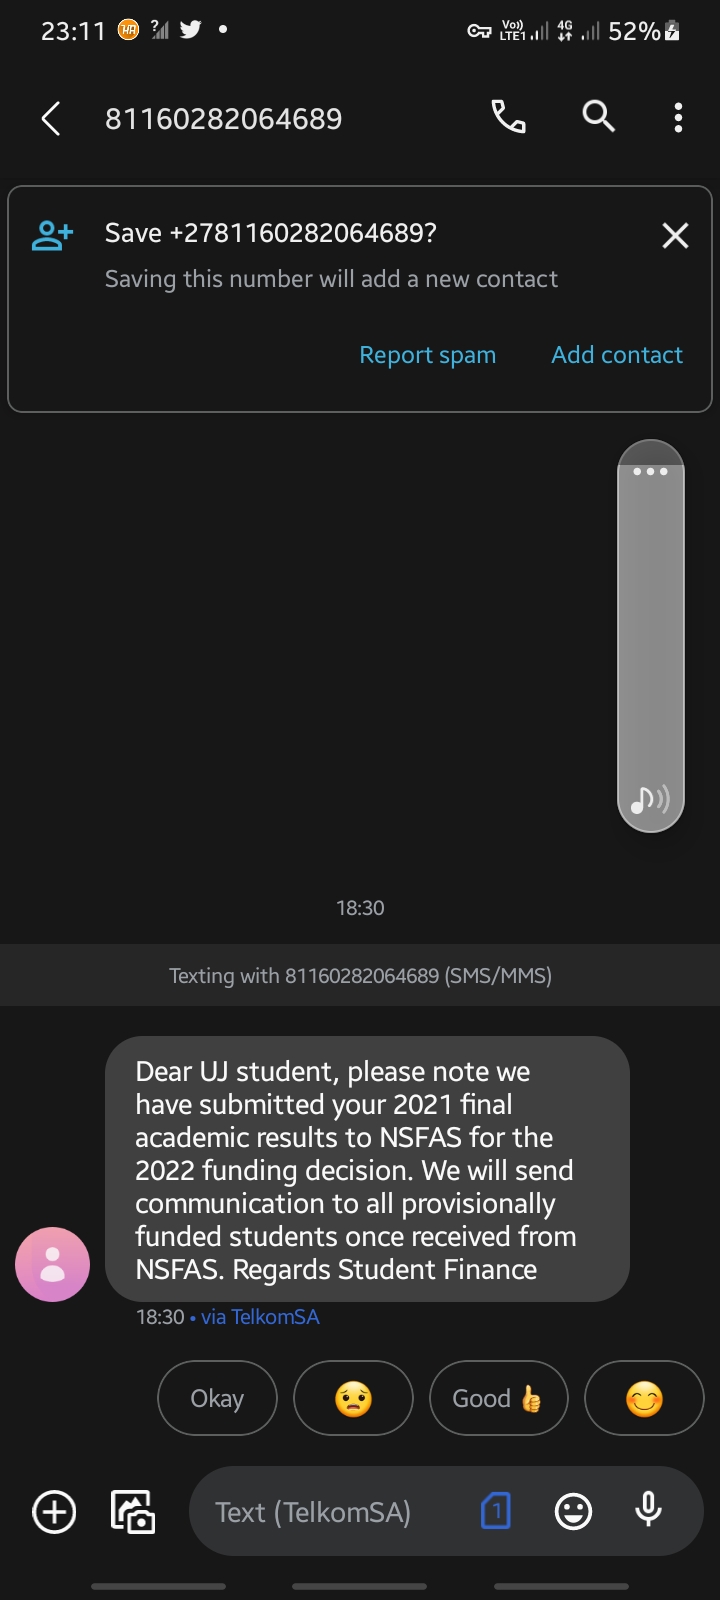 23:11
Vo)) LTE1 4G 52%
81160282064689
Save +2781160282064689?
Saving this number will add a new contact
Report spam Add contact
18:30
Texting with 81160282064689 (SMS/MMS)
Dear UJ student, please note we
have submitted your 2021 final
academic results to NSFAS for the
2022 funding decision. We will send
communication to all provisionally
funded students once received from
NSFAS. Regards Student Finance
18:30 • via TelkomSA
Okay 😟 Good 👍 😊
Text (TelkomSA) 1